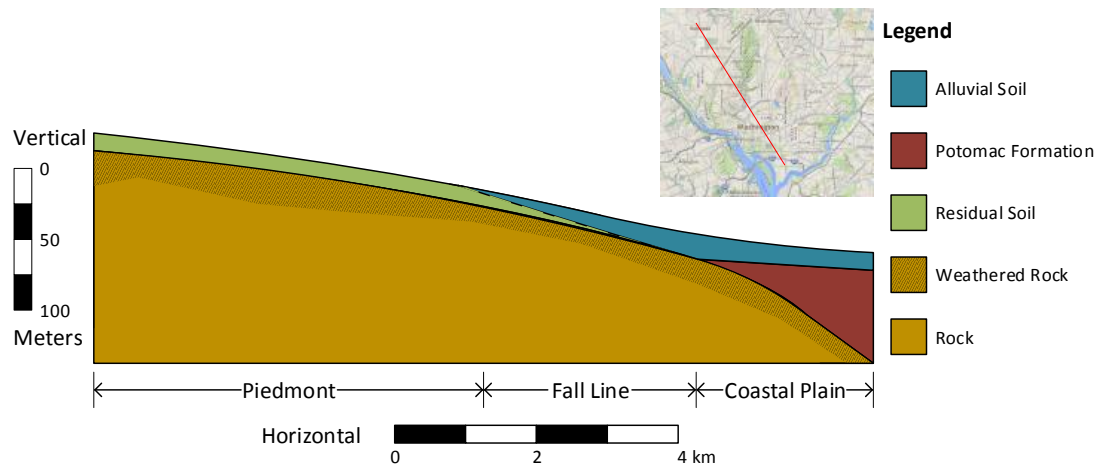 Legend
Alluvial Soil
Potomac Formation
Residual Soil
Weathered Rock
Rock
Vertical
0
50
100
Meters
Washington
Piedmont
Fall Line
Coastal Plain
Horizontal
0
2
4 km